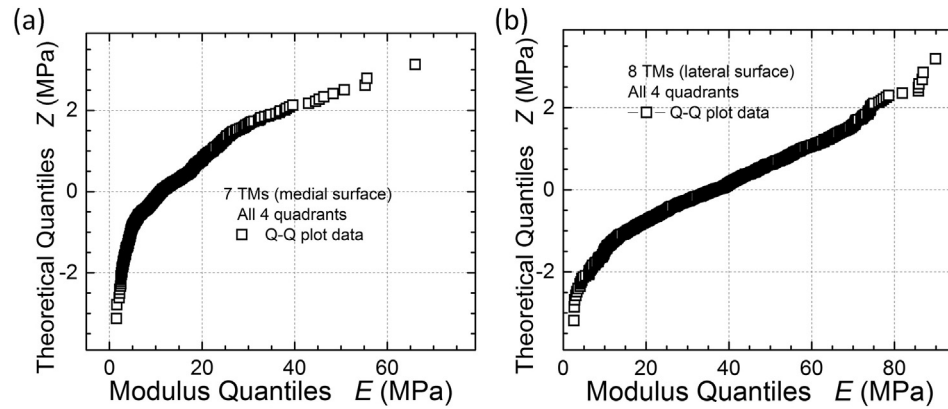 (a)
Theoretical Quantiles Z (MPa)
2
0
-2
7 TMs (medial surface)
All 4 quadrants
Q-Q plot data
0 20 40 60
Modulus Quantiles E (MPa)
(b)
Theoretical Quantiles Z (MPa)
2
0
-2
8 TMs (lateral surface)
All 4 quadrants
Q-Q plot data
0 20 40 60 80
Modulus Quantiles E (MPa)